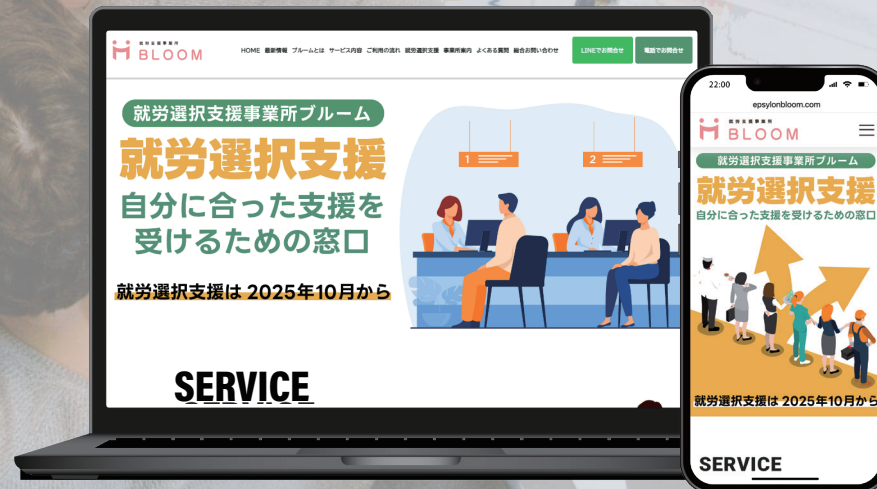 就労選択支援事業所
BLOOM
HOME 最新情報 ブルームとは サービス内容 ご利用の流れ 就労選択支援 事業所案内 よくある質問 総合お問い合わせ
LINEでお問合せ
電話でお問合せ
就労選択支援事業所ブルーム
就労選択支援
自分に合った支援を
受けるための窓口
就労選択支援は 2025年10月から
1
2
SERVICE
22:00
epsylonbloom.com
BLOOM
就労選択支援事業所ブルーム
就労選択支援
自分に合った支援を受けるための窓口
就労選択支援は 2025年10月から
SERVICE